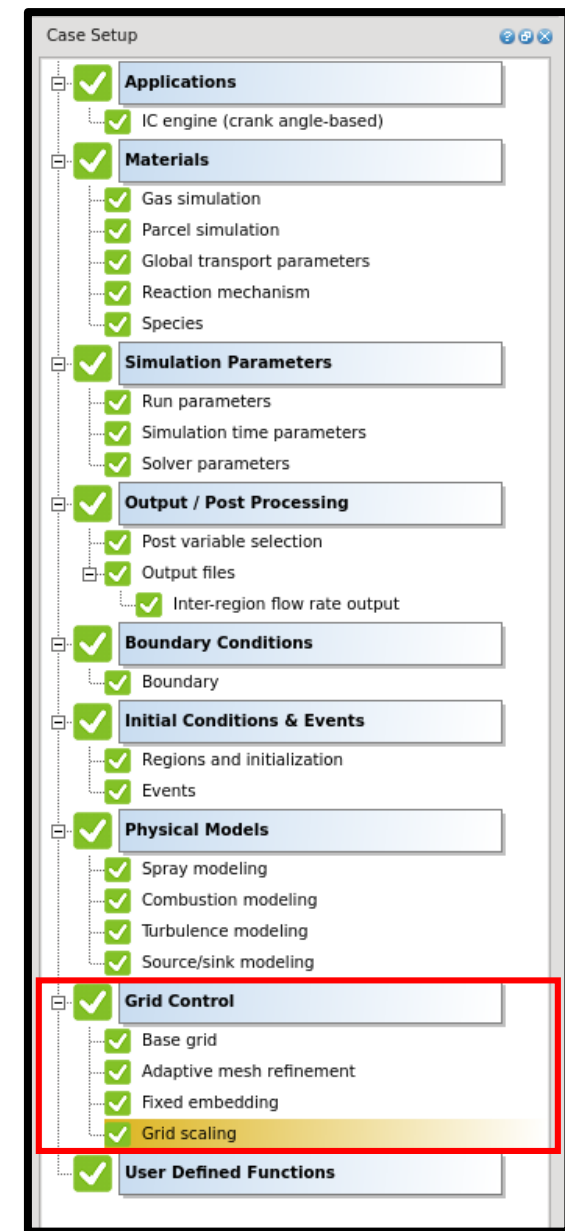 Case Setup
Applications
IC engine (crank angle-based)
Materials
Gas simulation
Parcel simulation
Global transport parameters
Reaction mechanism
Species
Simulation Parameters
Run parameters
Simulation time parameters
Solver parameters
Output / Post Processing
Post variable selection
Output files
Inter-region flow rate output
Boundary Conditions
Boundary
Initial Conditions & Events
Regions and initialization
Events
Physical Models
Spray modeling
Combustion modeling
Turbulence modeling
Source/sink modeling
Grid Control
Base grid
Adaptive mesh refinement
Fixed embedding
Grid scaling
User Defined Functions